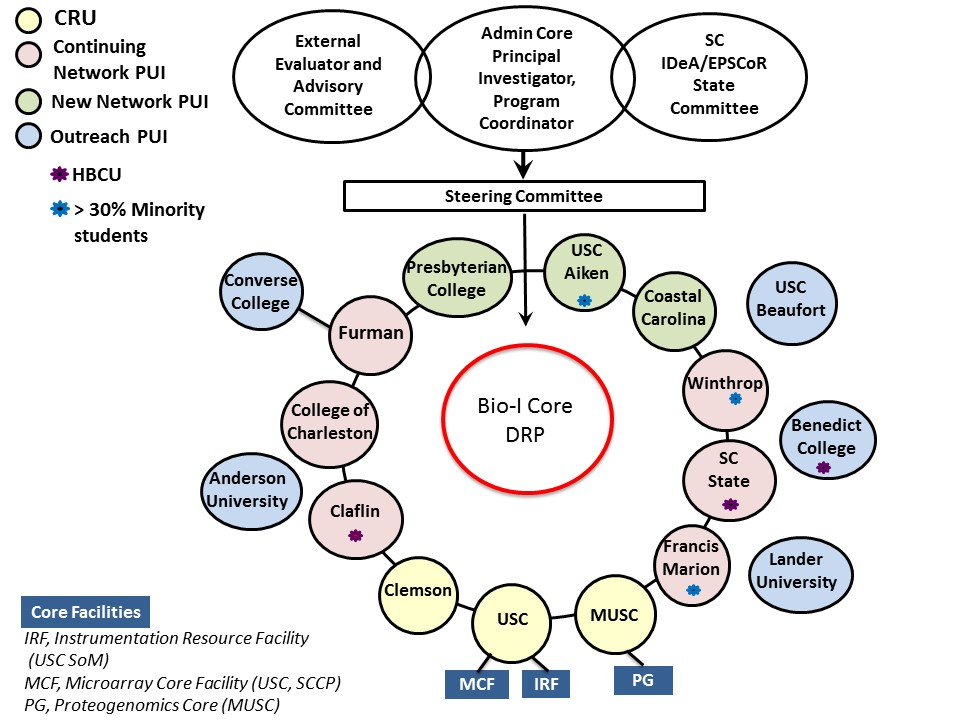 CRU
Continuing
Network PUI
New Network PUI
Outreach PUI
HBCU
> 30% Minority
students
External
Evaluator and
Advisory
Committee
Admin Core
Principal
Investigator,
Program
Coordinator
SC
IDeA/EPSCoR
State
Committee
Steering Committee
Presbyterian
College
USC
Aiken
Converse
College
Coastal
Carolina
USC
Beaufort
Furman
Winthrop
College of
Charleston
Bio-I Core
DRP
Benedict
College
SC
State
Anderson
University
Claflin
Francis
Marion
Lander
University
Clemson
USC
MUSC
MCF
IRF
PG
Core Facilities
IRF, Instrumentation Resource Facility
(USC SoM)
MCF, Microarray Core Facility (USC, SCCP)
PG, Proteogenomics Core (MUSC)